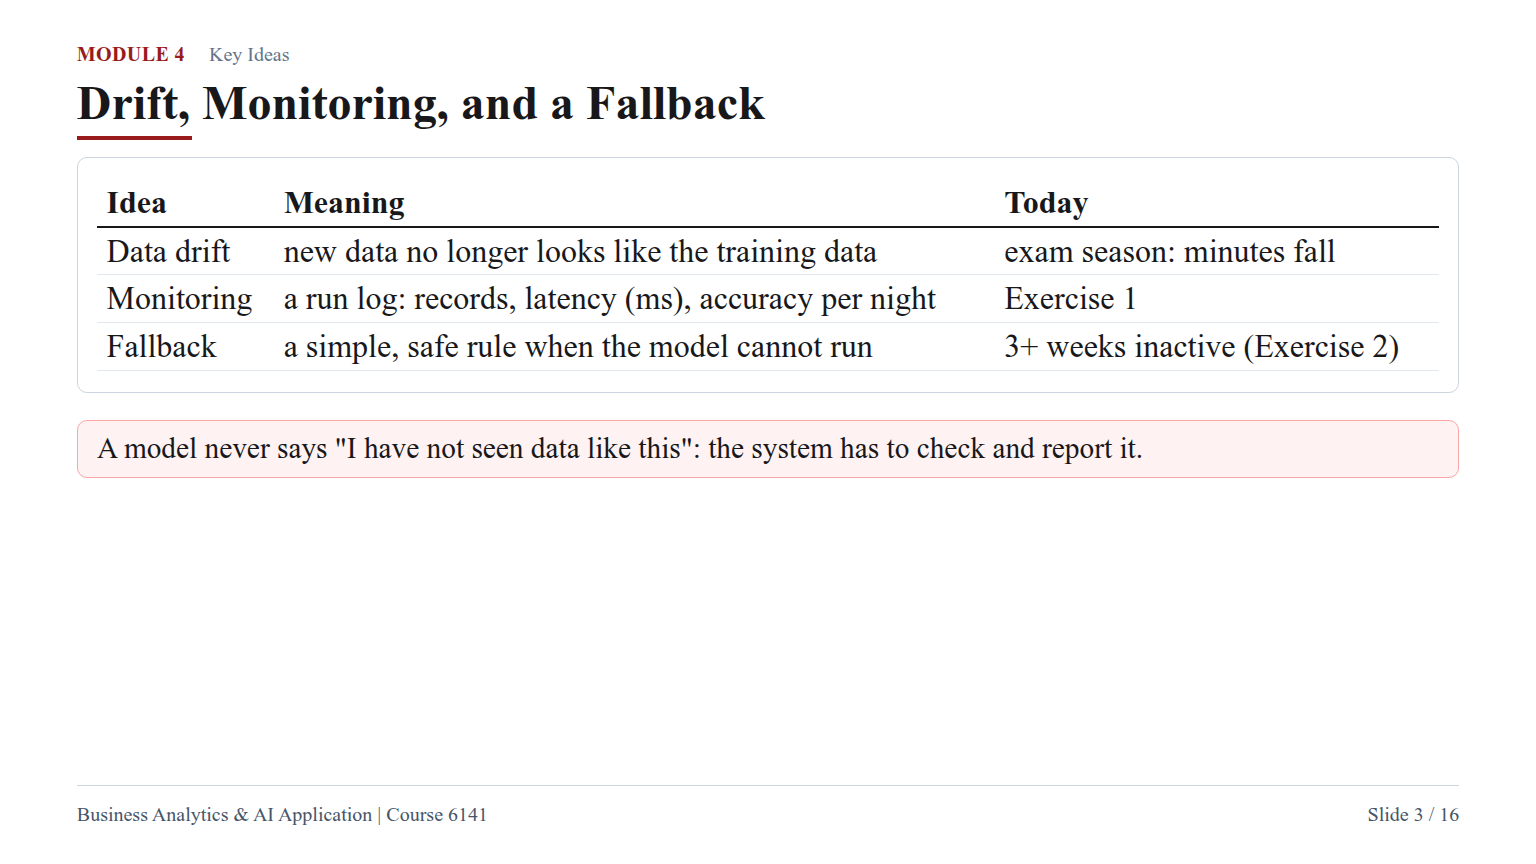 MODULE 4 Key Ideas
Drift, Monitoring, and a Fallback
Idea Meaning Today
Data drift new data no longer looks like the training data exam season: minutes fall
Monitoring a run log: records, latency (ms), accuracy per night Exercise 1
Fallback a simple, safe rule when the model cannot run 3+ weeks inactive (Exercise 2)
A model never says "I have not seen data like this": the system has to check and report it.
Business Analytics & AI Application | Course 6141 Slide 3 / 16